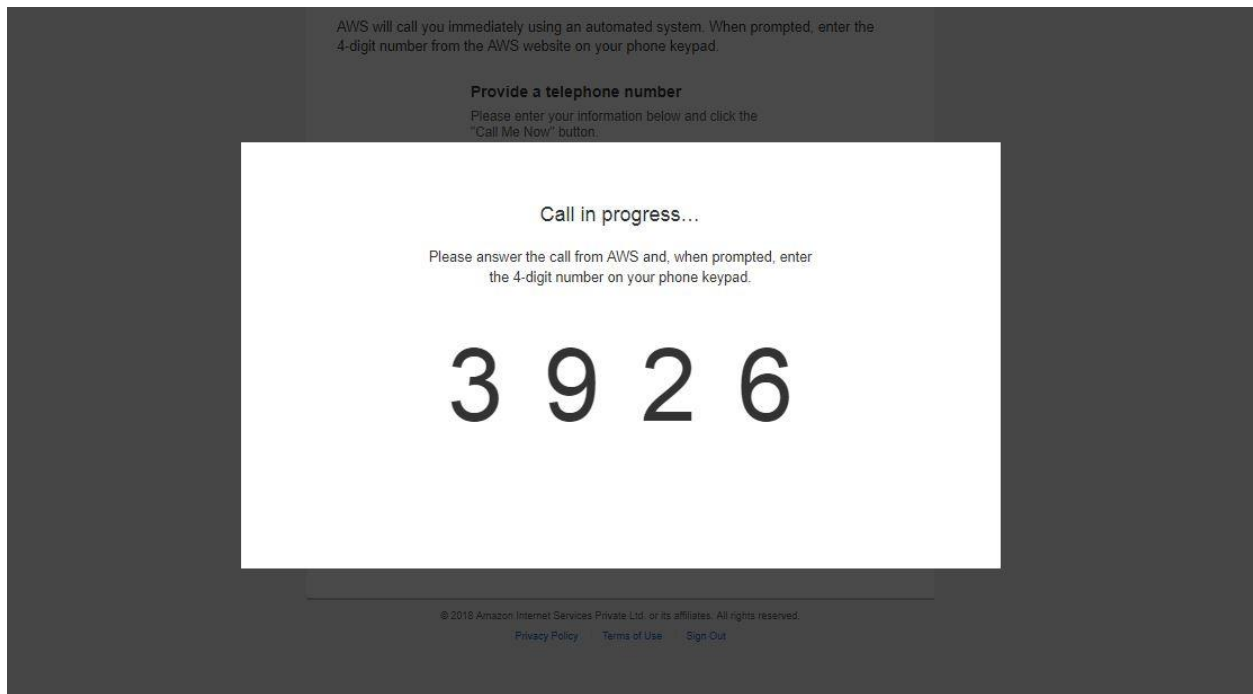 AWS will call you immediately using an automated system. When prompted, enter the
4-digit number from the AWS website on your phone keypad.
Provide a telephone number
Please enter your information below and click the
"Call Me Now" button.
Call in progress...
Please answer the call from AWS and, when prompted, enter
the 4-digit number on your phone keypad.
3 9 2 6
© 2018 Amazon Internet Services Private Ltd. or its affiliates. All rights reserved.
Privacy Policy Terms of Use Sign Out